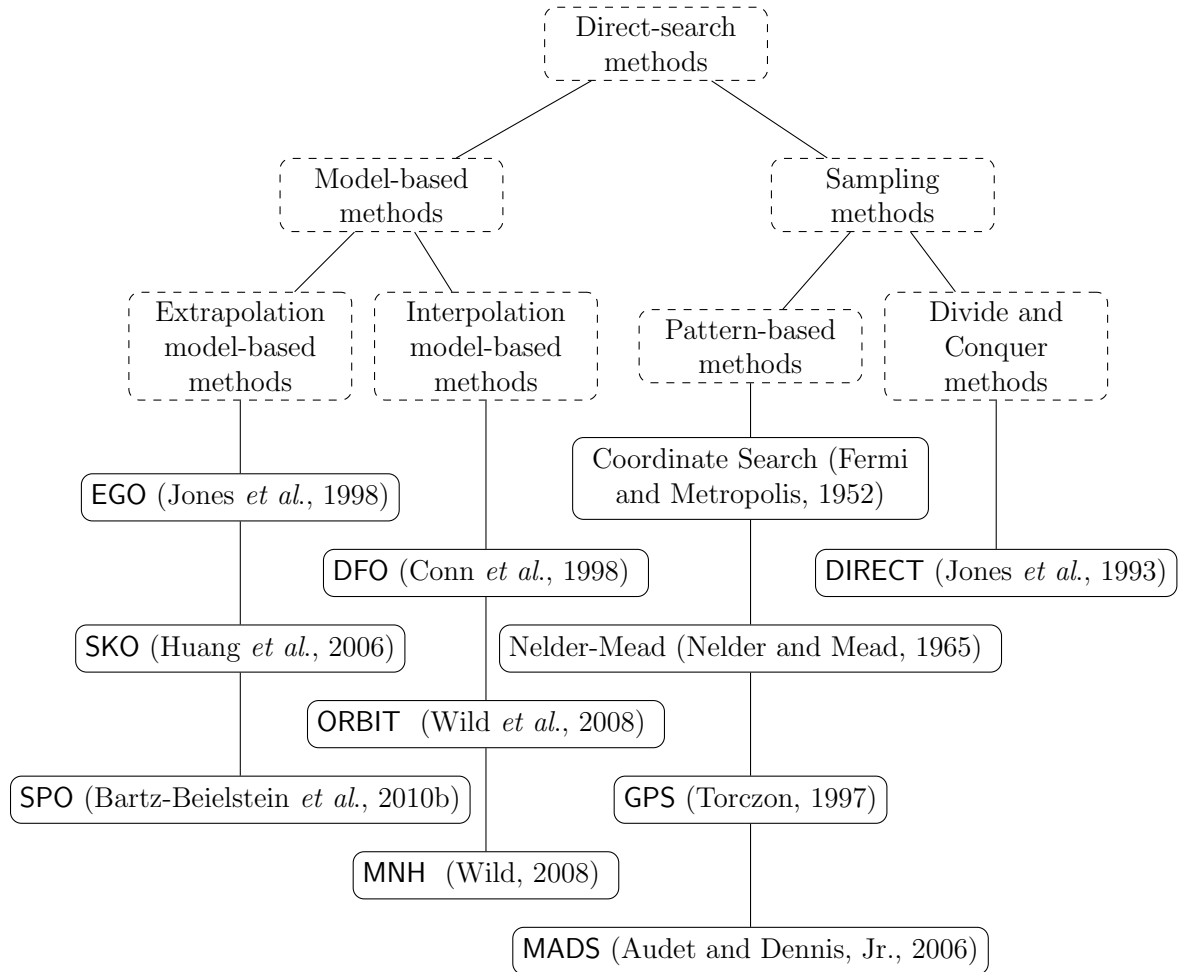 Direct-search
methods
Model-based
methods
Sampling
methods
Extrapolation
model-based
methods
Interpolation
model-based
methods
Pattern-based
methods
Divide and
Conquer
methods
Coordinate Search (Fermi
and Metropolis, 1952)
EGO (Jones et al., 1998)
DFO (Conn et al., 1998)
DIRECT (Jones et al., 1993)
SKO (Huang et al., 2006)
Nelder-Mead (Nelder and Mead, 1965)
ORBIT (Wild et al., 2008)
SPO (Bartz-Beielstein et al., 2010b)
GPS (Torczon, 1997)
MNH (Wild, 2008)
MADS (Audet and Dennis, Jr., 2006)